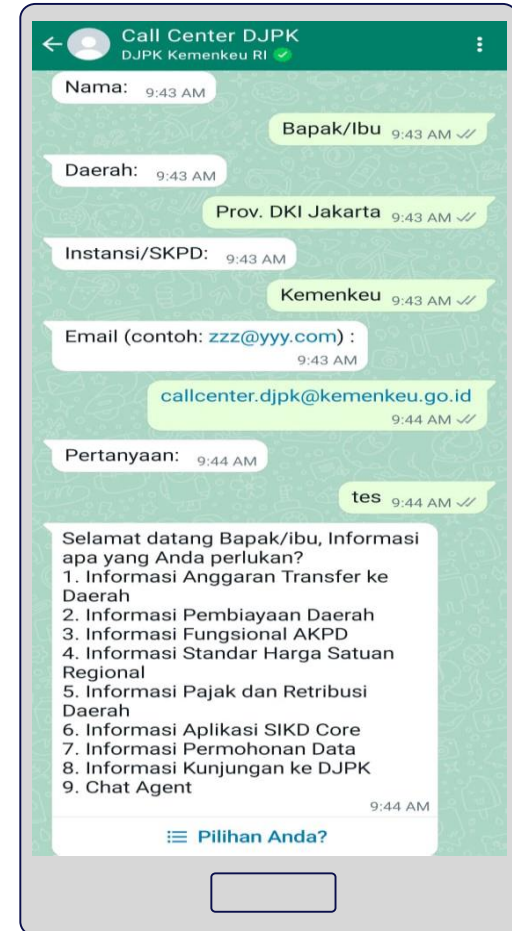 Call Center DJPK
DJPK Kemenkeu RI
Nama: 9:43 AM
Bapak/Ibu 9:43 AM
Daerah: 9:43 AM
Prov. DKI Jakarta 9:43 AM
Instansi/SKPD: 9:43 AM
Kemenkeu 9:43 AM
Email (contoh: zzz@yyy.com) :
9:43 AM
callcenter.djpk@kemenkeu.go.id
9:44 AM
Pertanyaan: 9:44 AM
tes 9:44 AM
Selamat datang Bapak/ibu, Informasi
apa yang Anda perlukan?
1. Informasi Anggaran Transfer ke
Daerah
2. Informasi Pembiayaan Daerah
3. Informasi Fungsional AKPD
4. Informasi Standar Harga Satuan
Regional
5. Informasi Pajak dan Retribusi
Daerah
6. Informasi Aplikasi SIKD Core
7. Informasi Permohonan Data
8. Informasi Kunjungan ke DJPK
9. Chat Agent
9:44 AM
Pilihan Anda?